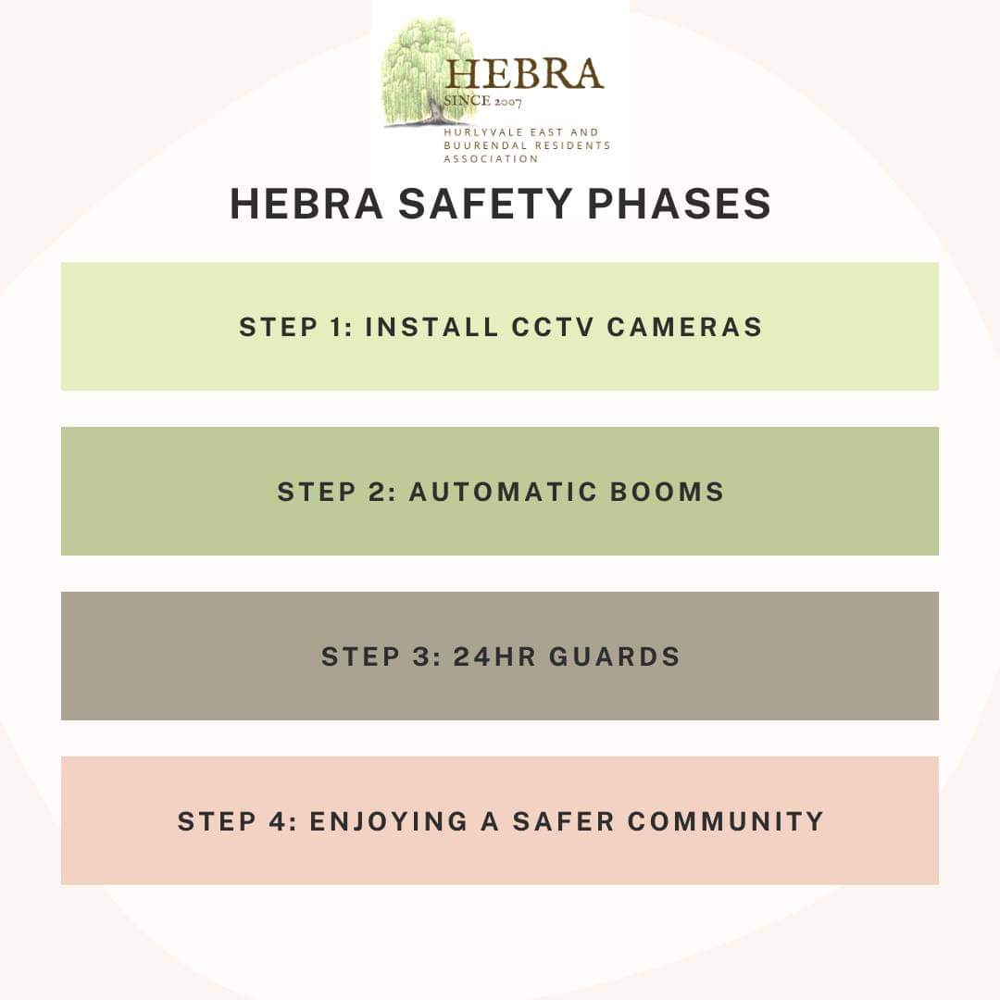 HEBRA
SINCE 2007
HURLYVALE EAST AND
BUURENDAL RESIDENTS
ASSOCIATION
HEBRA SAFETY PHASES
STEP 1: INSTALL CCTV CAMERAS
STEP 2: AUTOMATIC BOOMS
STEP 3: 24HR GUARDS
STEP 4: ENJOYING A SAFER COMMUNITY